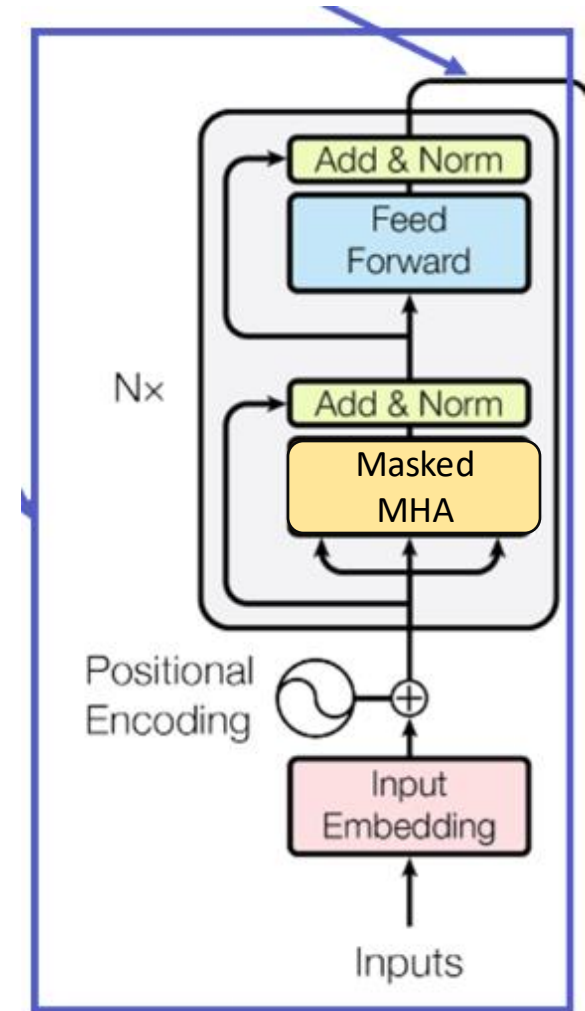 Add & Norm
Feed
Forward
Nx
Add & Norm
Masked
MHA
Positional
Encoding
Input
Embedding
Inputs